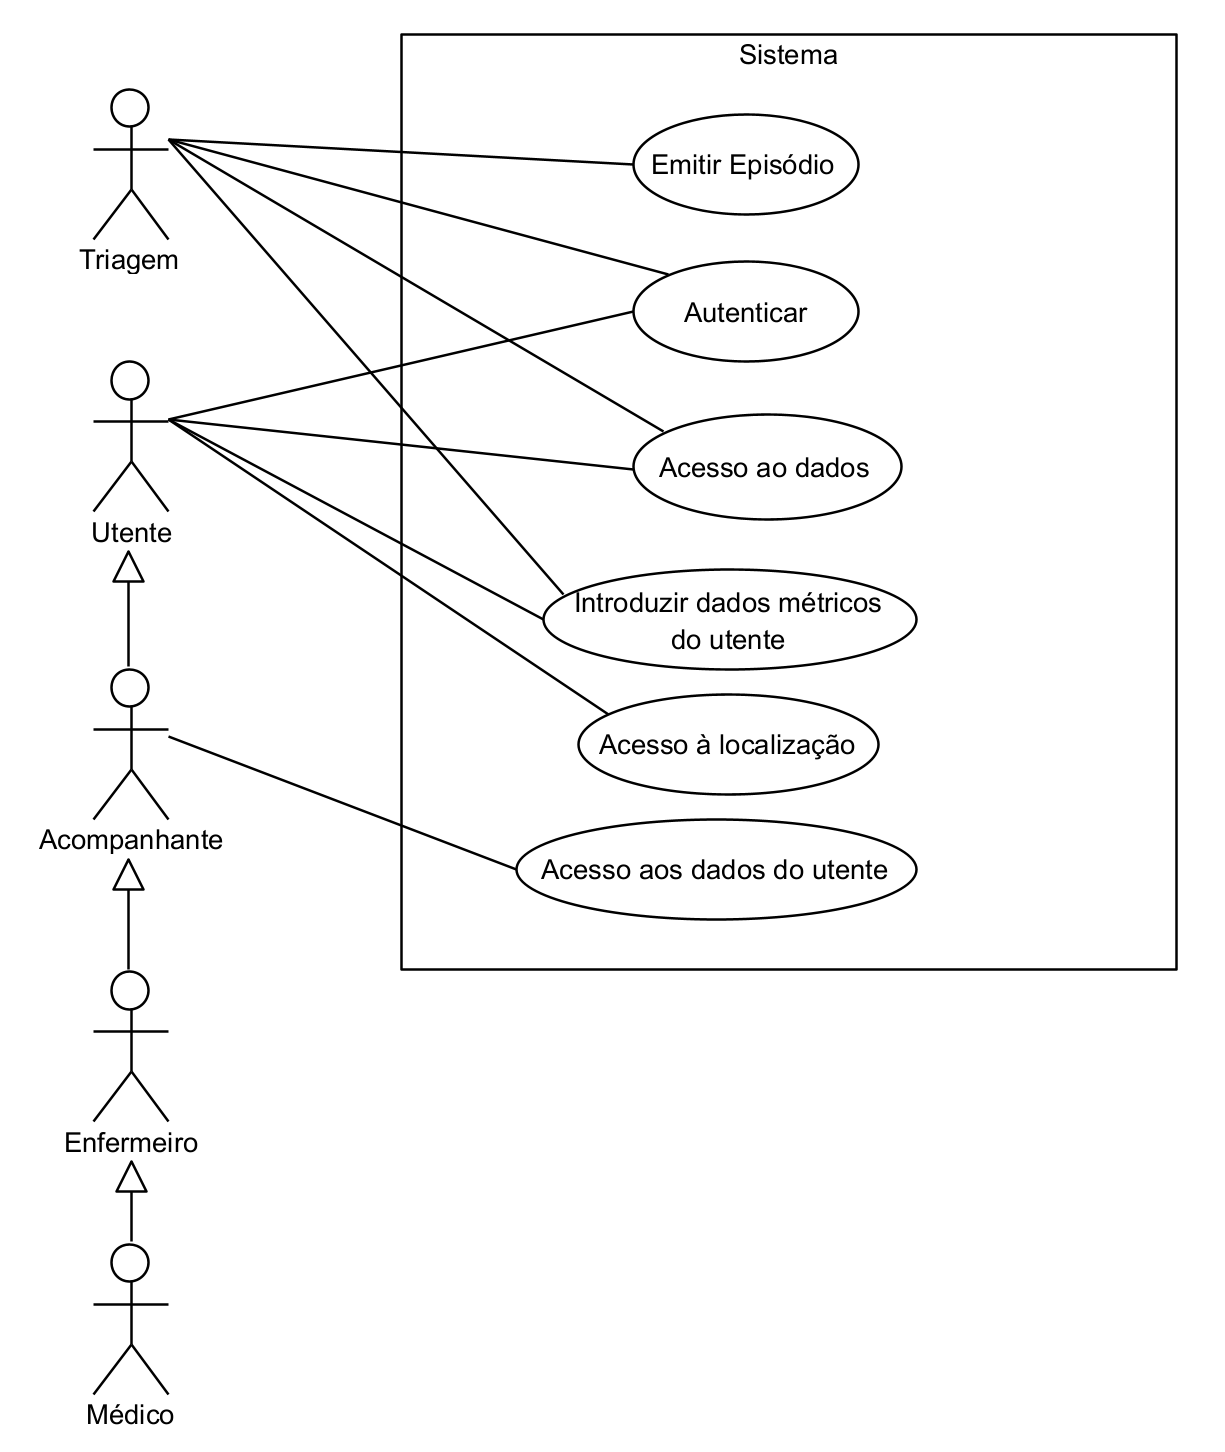 Sistema
Triagem
Emitir Episódio
Autenticar
Utente
Acesso ao dados
Introduzir dados métricos
do utente
Acesso à localização
Acompanhante
Acesso aos dados do utente
Enfermeiro
Médico